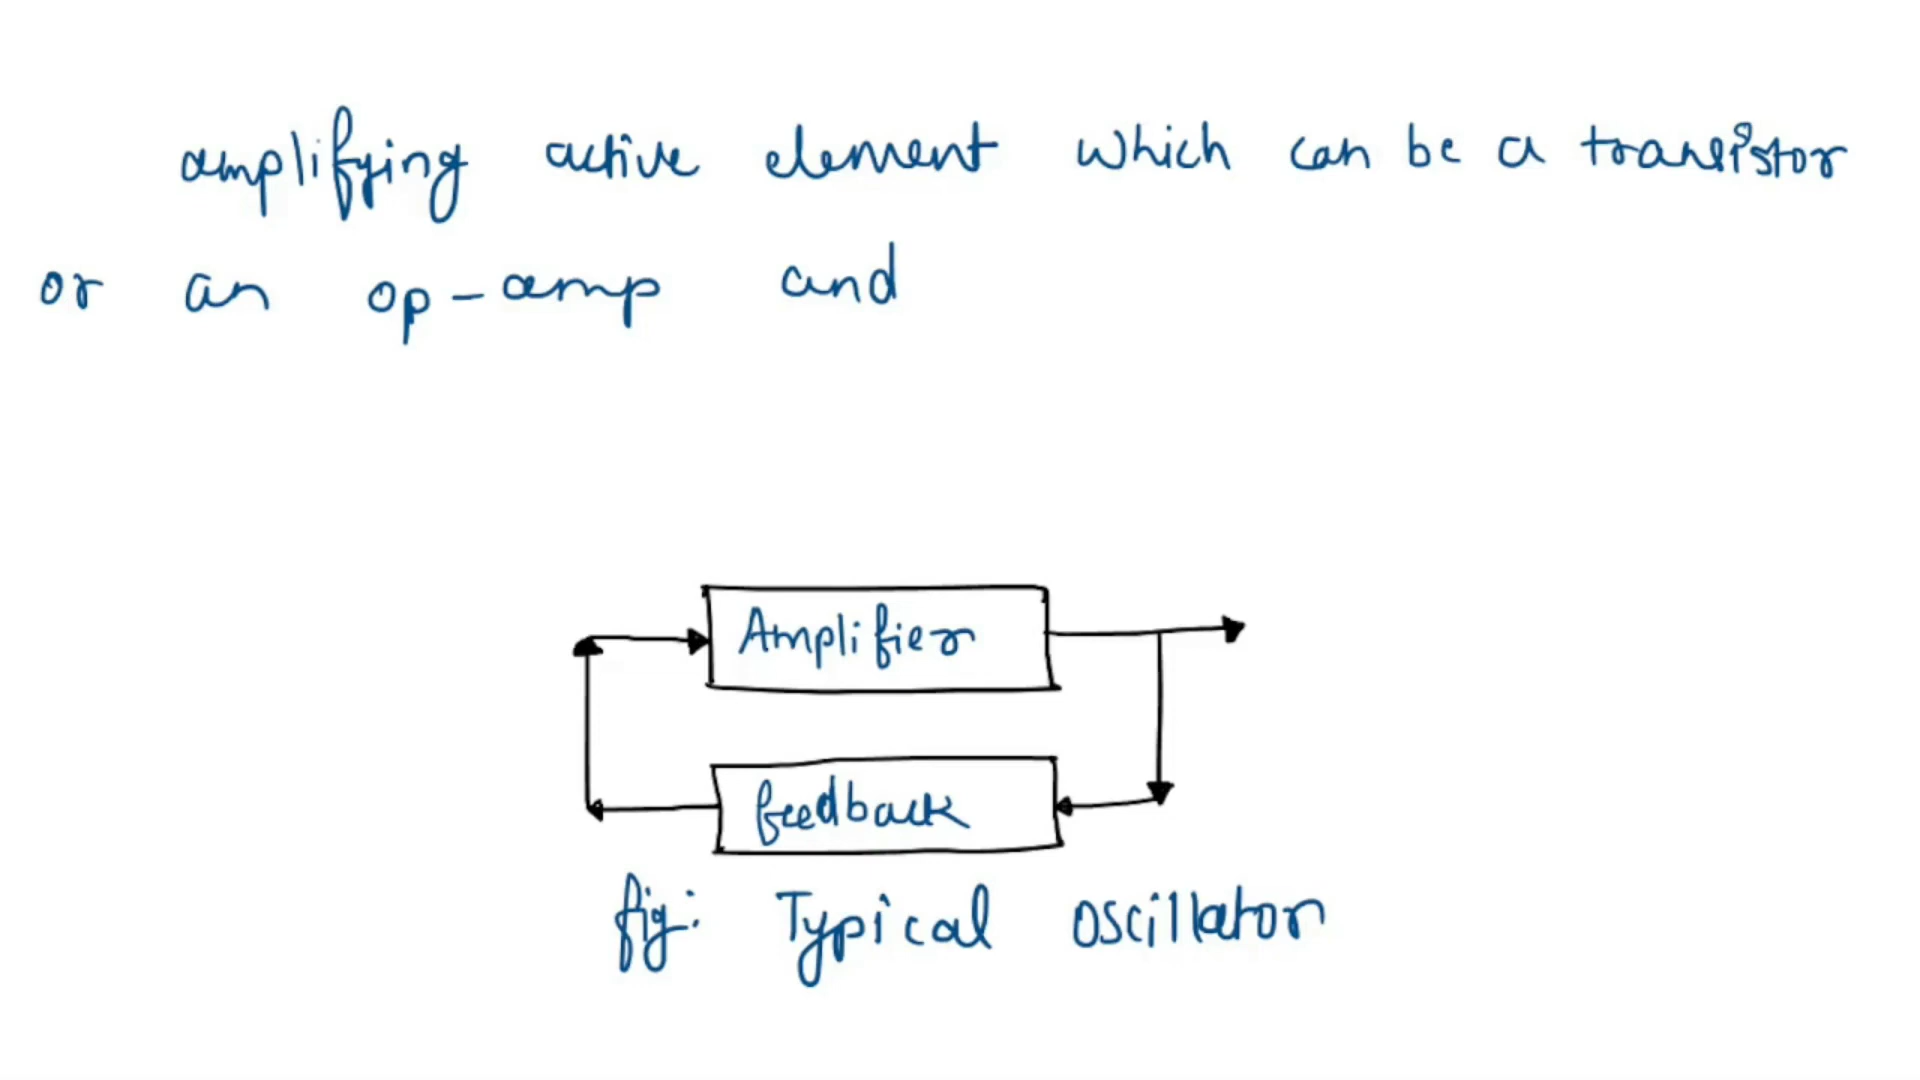 amplifying active element which can be a transistor
or an op-amp and
Amplifier
feedback
fig: Typical oscillator